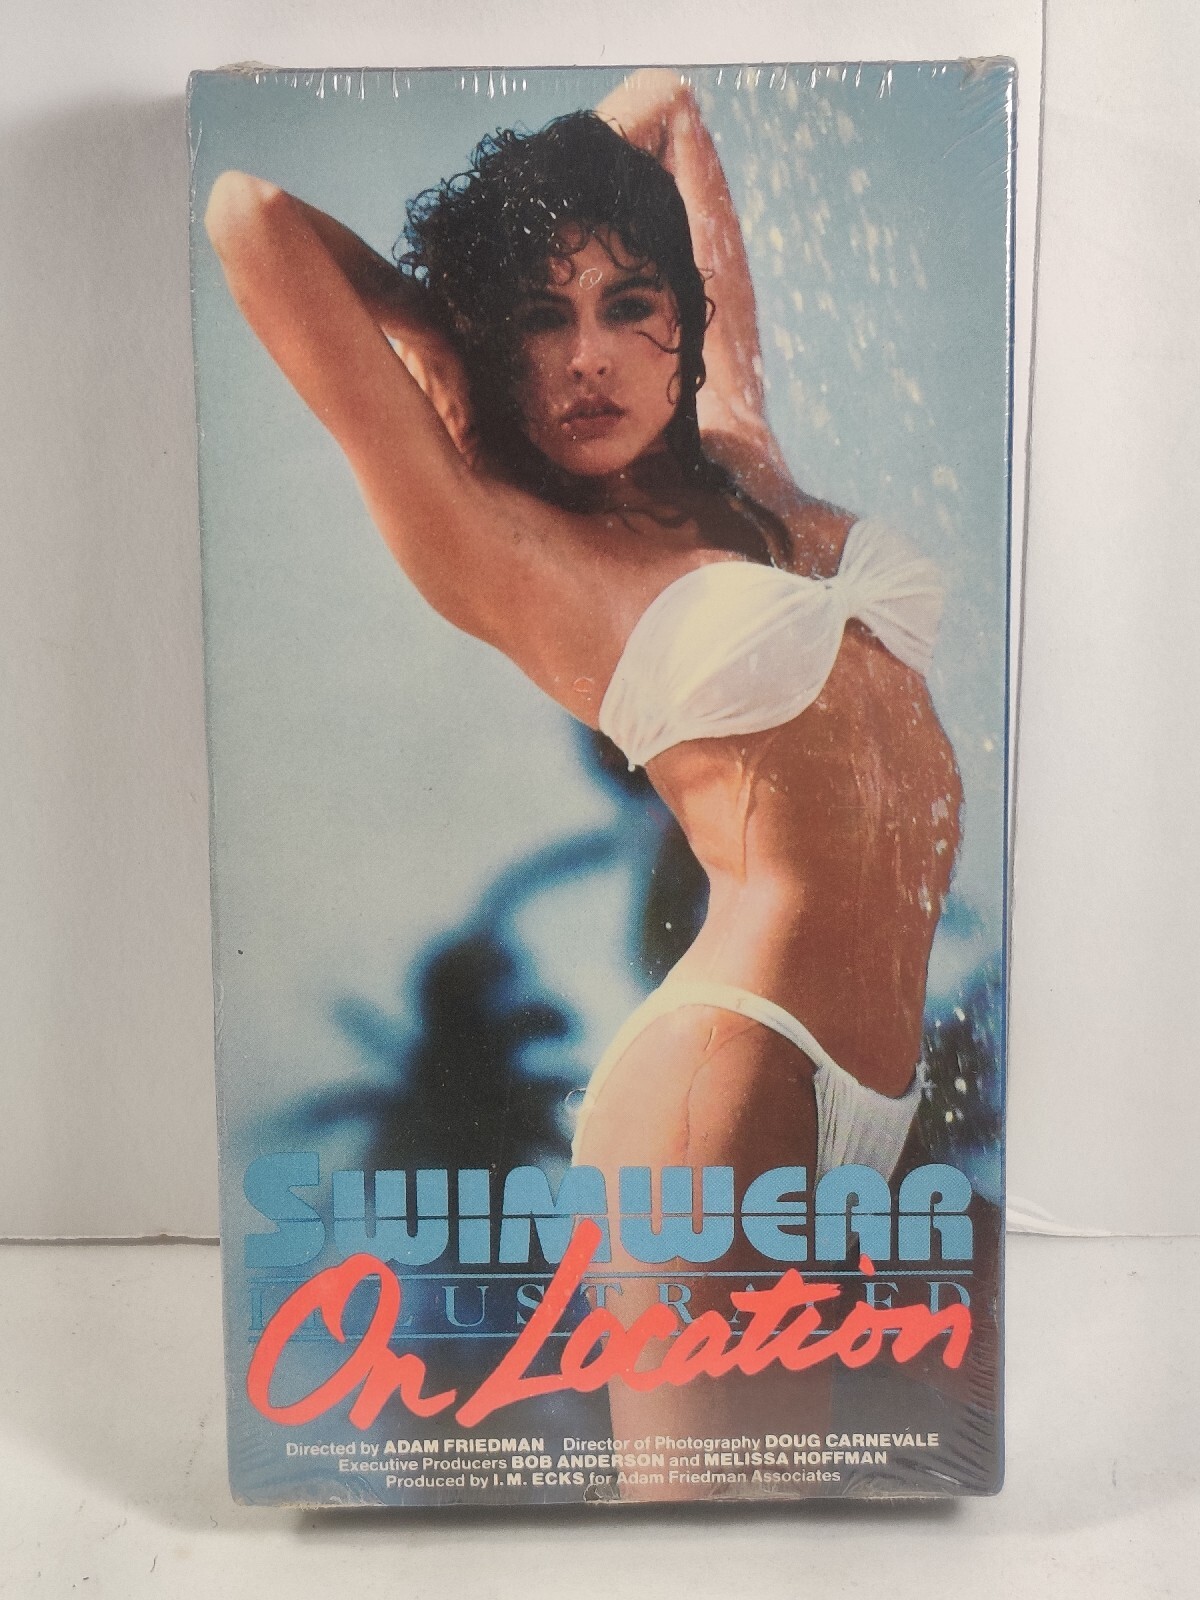 SWIMWEAR
ILLUSTRATED
On Location
Directed by ADAM FRIEDMAN Director of Photography DOUG CARNEVALE
Executive Producers BOB ANDERSON and MELISSA HOFFMAN
Produced by I.M. ECKS for Adam Friedman Associates